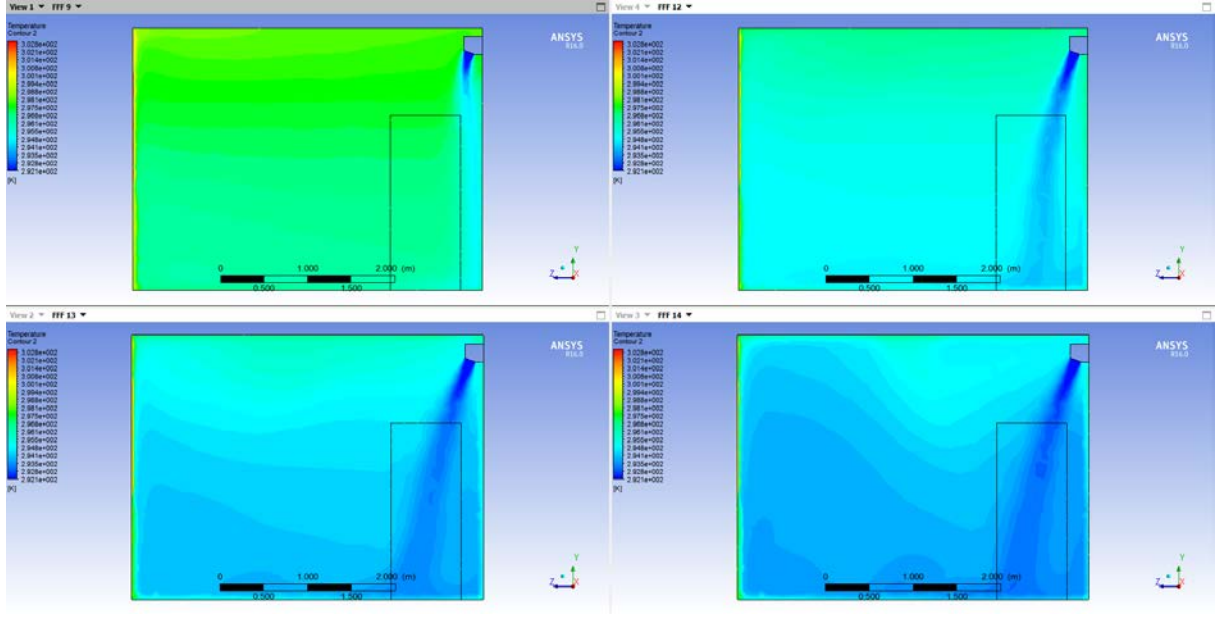 View 1 FFF 9
Temperature
Contour 2
3.028e+002
3.021e+002
3.014e+002
3.008e+002
3.001e+002
2.994e+002
2.988e+002
2.981e+002
2.975e+002
2.968e+002
2.961e+002
2.955e+002
2.948e+002
2.941e+002
2.935e+002
2.928e+002
2.921e+002
[K]
ANSYS
R16.0
0 1.000 2.000 (m)
0.500 1.500
Y
Z X
View 4 FFF 12
Temperature
Contour 2
3.028e+002
3.021e+002
3.014e+002
3.008e+002
3.001e+002
2.994e+002
2.988e+002
2.981e+002
2.975e+002
2.968e+002
2.961e+002
2.955e+002
2.948e+002
2.941e+002
2.935e+002
2.928e+002
2.921e+002
[K]
ANSYS
R16.0
0 1.000 2.000 (m)
0.500 1.500
Y
Z X
View 2 FFF 13
Temperature
Contour 2
3.028e+002
3.021e+002
3.014e+002
3.008e+002
3.001e+002
2.994e+002
2.988e+002
2.981e+002
2.975e+002
2.968e+002
2.961e+002
2.955e+002
2.948e+002
2.941e+002
2.935e+002
2.928e+002
2.921e+002
[K]
ANSYS
R16.0
0 1.000 2.000 (m)
0.500 1.500
Y
Z X
View 3 FFF 14
Temperature
Contour 2
3.028e+002
3.021e+002
3.014e+002
3.008e+002
3.001e+002
2.994e+002
2.988e+002
2.981e+002
2.975e+002
2.968e+002
2.961e+002
2.955e+002
2.948e+002
2.941e+002
2.935e+002
2.928e+002
2.921e+002
[K]
ANSYS
R16.0
0 1.000 2.000 (m)
0.500 1.500
Y
Z X